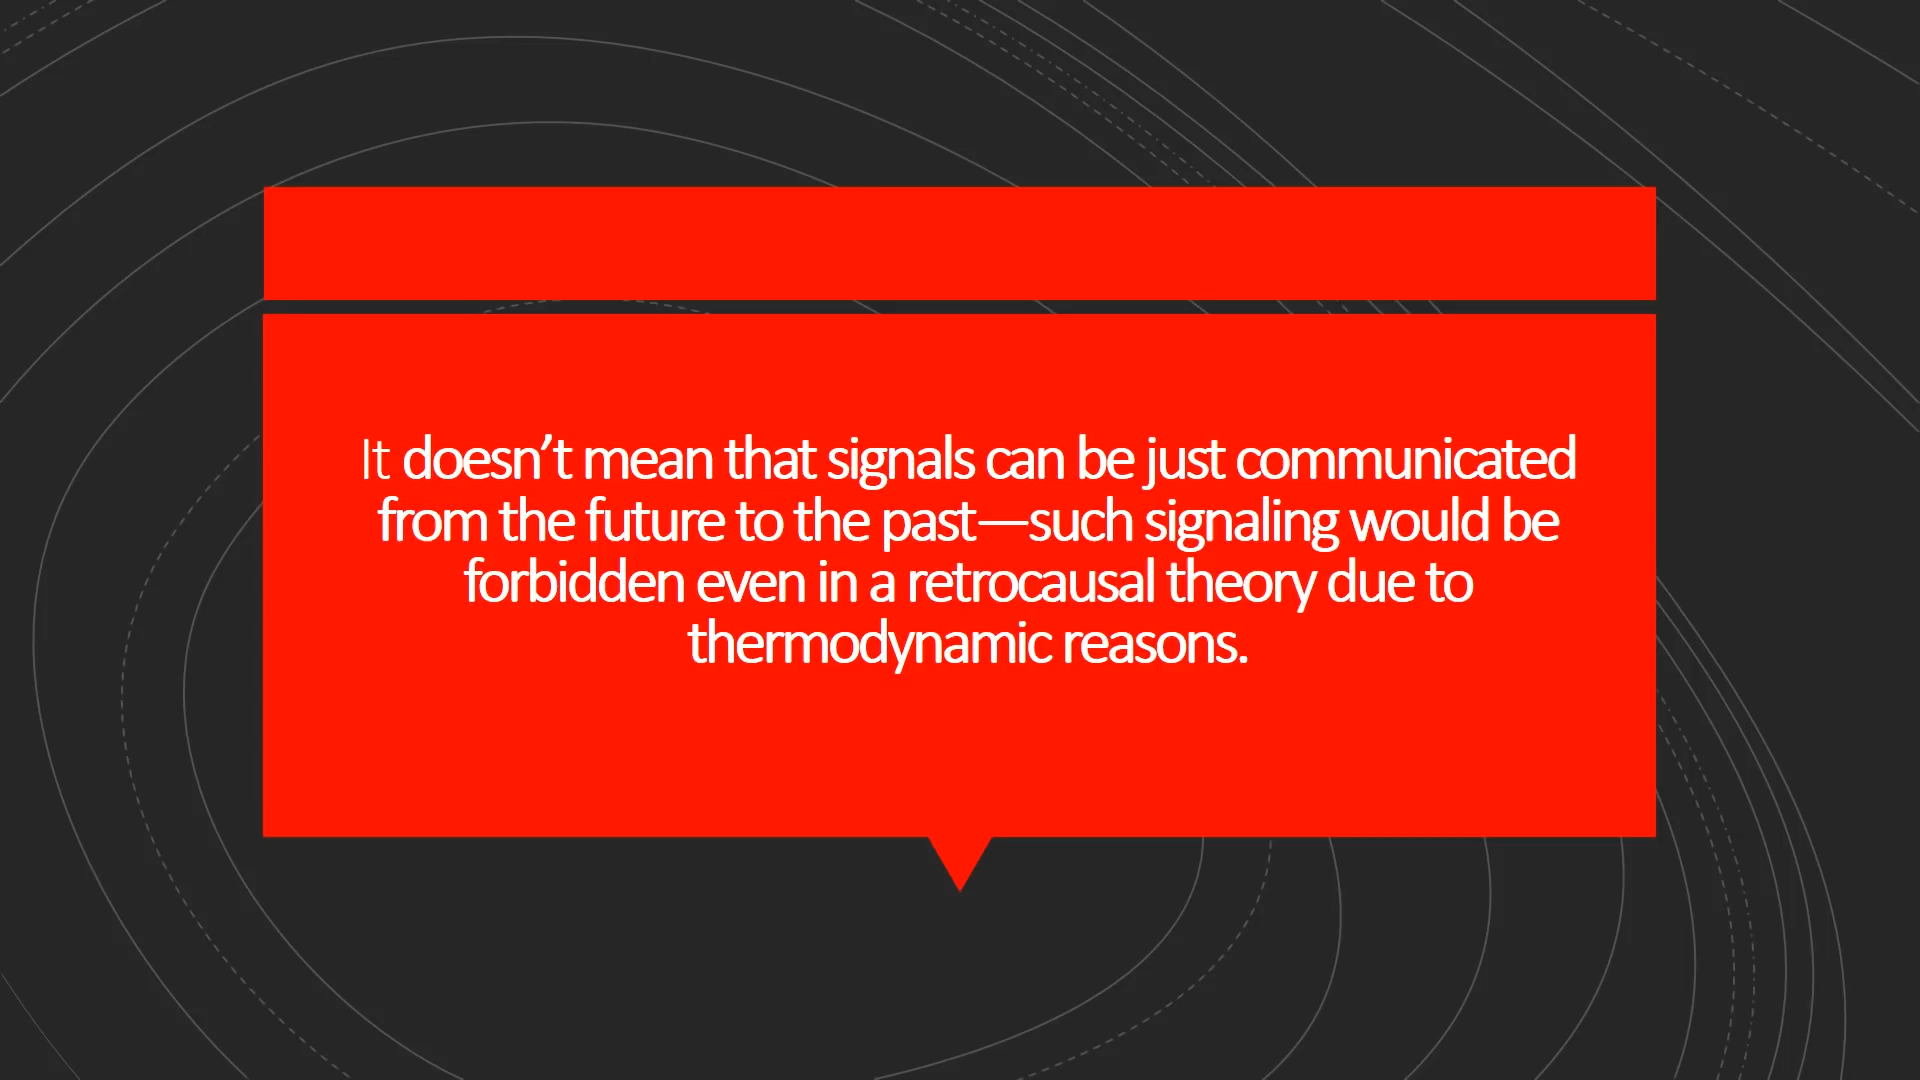 It doesn’t mean that signals can be just communicated
from the future to the past—such signaling would be
forbidden even in a retrocausal theory due to
thermodynamic reasons.